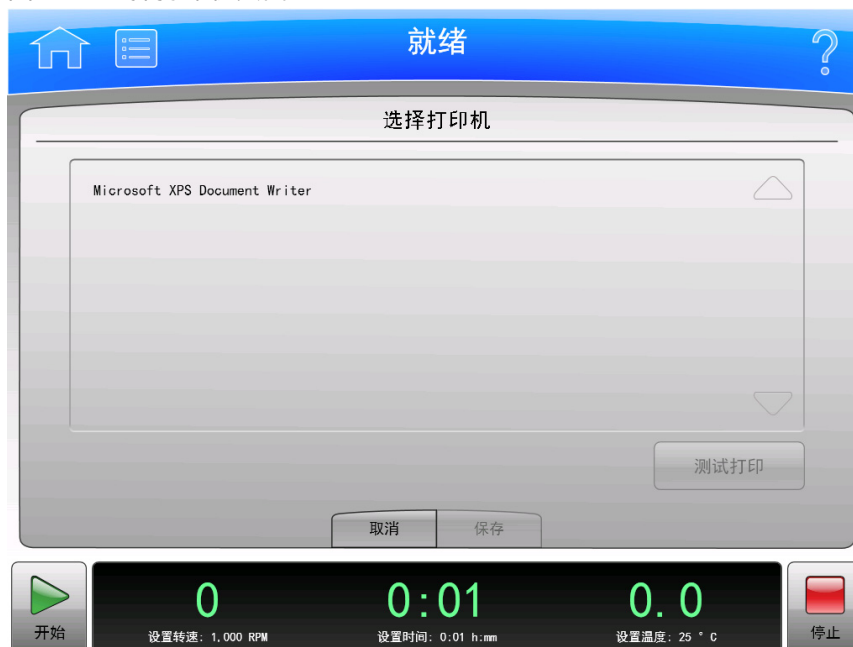 就绪
选择打印机
Microsoft XPS Document Writer
测试打印
取消 保存
0 0:01 0.0
开始 设置转速: 1,000 RPM 设置时间: 0:01 h:mm 设置温度: 25 ° C 停止